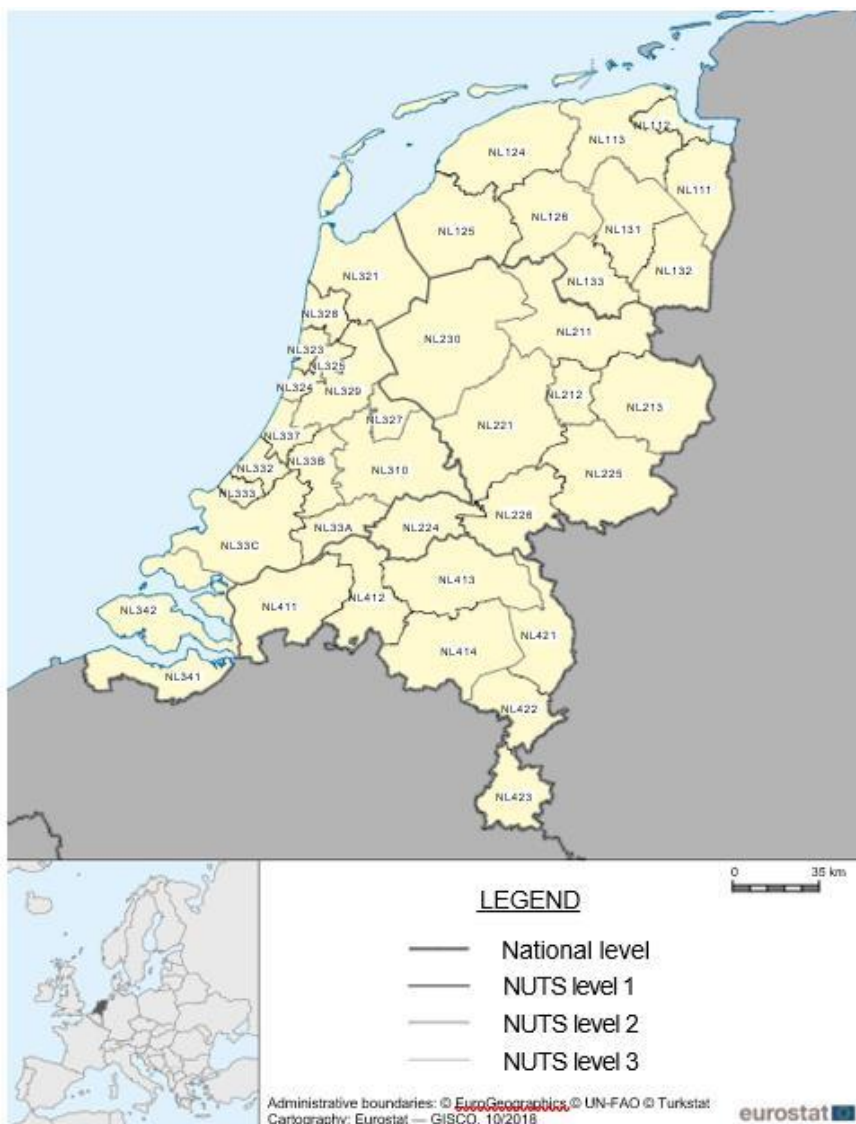 NL112
NL113
NL124
NL111
NL126
NL125
NL131
NL132
NL321
NL133
NL328
NL211
NL230
NL323
NL325
NL324
NL329
NL212
NL213
NL327
NL221
NL337
NL33B
NL332
NL310
NL225
NL333
NL226
NL33A
NL224
NL33C
NL413
NL342
NL411
NL412
NL421
NL414
NL341
NL422
NL423
0 35 km
LEGEND
National level
NUTS level 1
NUTS level 2
NUTS level 3
Administrative boundaries: © EuroGeographics © UN-FAO © Turkstat
Cartography: Eurostat — GISCO, 10/2018
eurostat